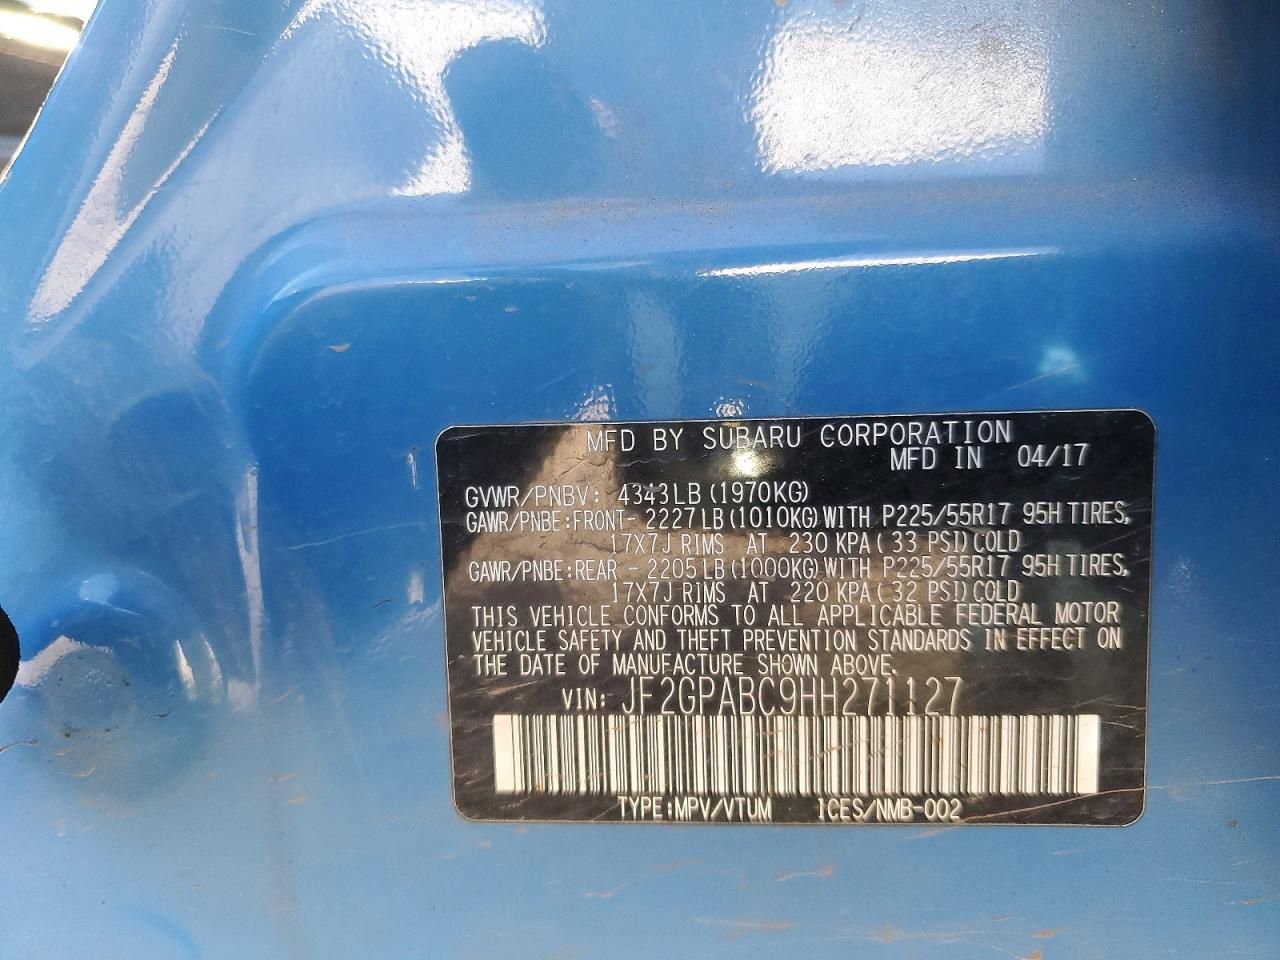 MFD BY SUBARU CORPORATION
MFD IN 04/17
GVWR/PNBV: 4343LB(1970KG)
GAWR/PNBE:FRONT- 2227LB(1010KG)WITH P225/55R17 95H TIRES,
17X7J RIMS AT 230 KPA(33 PSI)COLD
GAWR/PNBE:REAR - 2205LB(1000KG)WITH P225/55R17 95H TIRES,
17X7J RIMS AT 220 KPA(32 PSI)COLD
THIS VEHICLE CONFORMS TO ALL APPLICABLE FEDERAL MOTOR
VEHICLE SAFETY AND THEFT PREVENTION STANDARDS IN EFFECT ON
THE DATE OF MANUFACTURE SHOWN ABOVE.
VIN: JF2GPABC9HH271127
TYPE:MPV/VTUM ICES/NMB-002